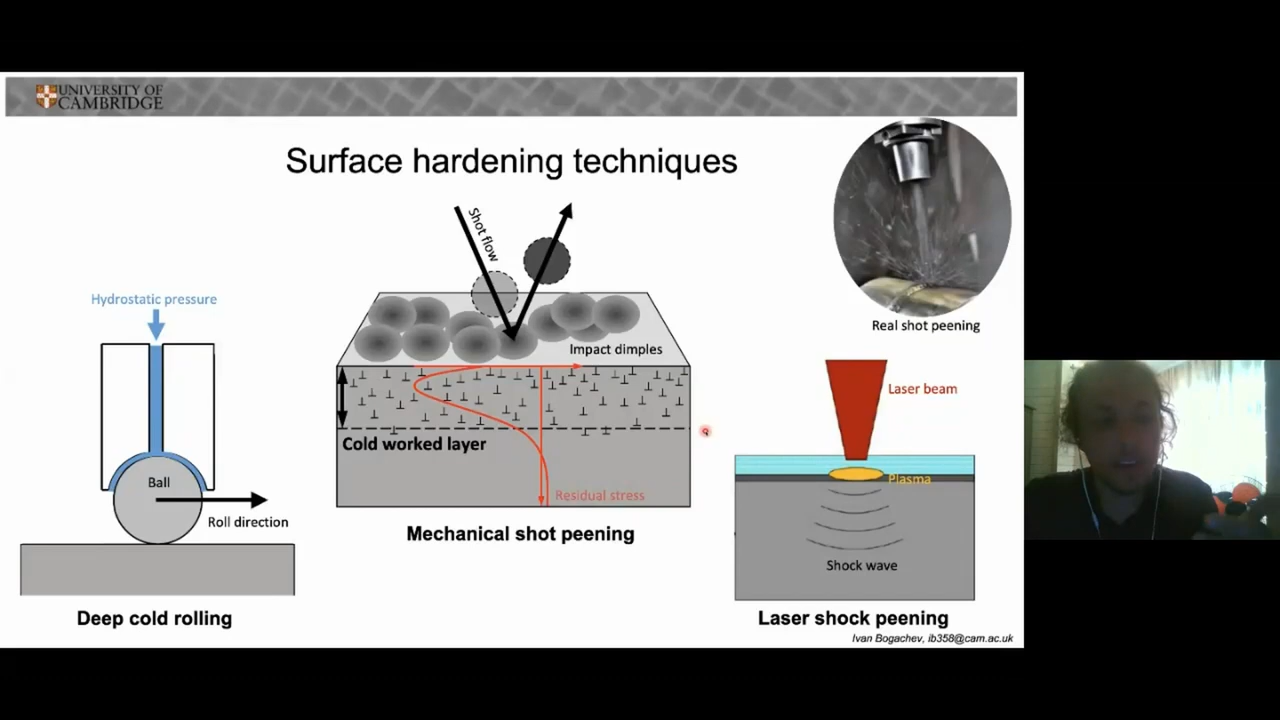 UNIVERSITY OF
CAMBRIDGE
Surface hardening techniques
Shot flow
Hydrostatic pressure
Real shot peening
Impact dimples
Laser beam
Cold worked layer
Ball
Plasma
Residual stress
Roll direction
Mechanical shot peening
Shock wave
Deep cold rolling
Laser shock peening
Ivan Bogachev, ib358@cam.ac.uk